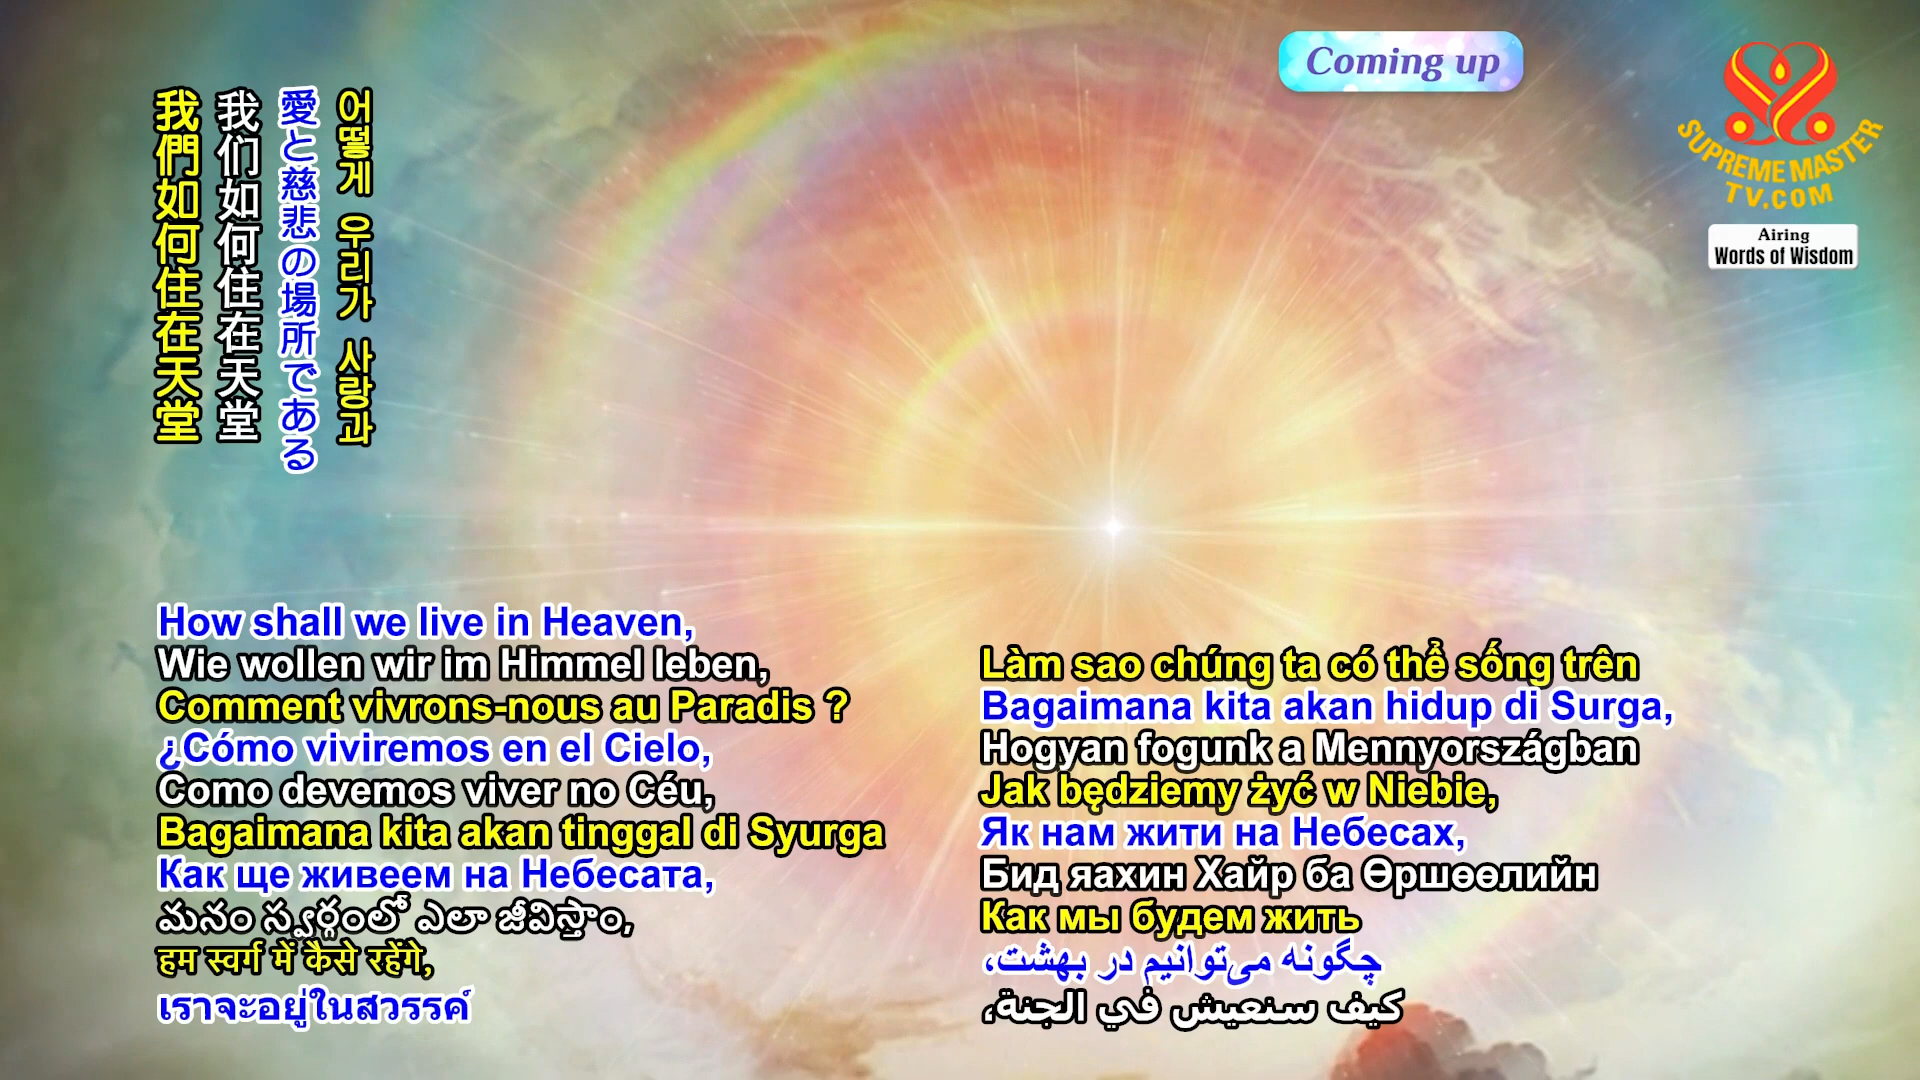 Coming up
SUPREME MASTER
TV.COM
Airing
Words of Wisdom
어떻게 우리가 사랑과
愛と慈悲の場所である
我们如何住在天堂
我們如何住在天堂
How shall we live in Heaven,
Wie wollen wir im Himmel leben,
Comment vivrons-nous au Paradis ?
¿Cómo viviremos en el Cielo,
Como devemos viver no Céu,
Bagaimana kita akan tinggal di Syurga
Как ще живеем на Небесата,
మనం స్వర్గంలో ఎలా జీవిస్తాం,
हम स्वर्ग में कैसे रहेंगे,
เราจะอยู่ในสวรรค์
Làm sao chúng ta có thể sống trên
Bagaimana kita akan hidup di Surga,
Hogyan fogunk a Mennyországban
Jak będziemy żyć w Niebie,
Як нам жити на Небесах,
Бид яахин Хайр ба Өршөөлийн
Как мы будем жить
چگونه می‌توانیم در بهشت،
كيف سنعيش في الجنة،